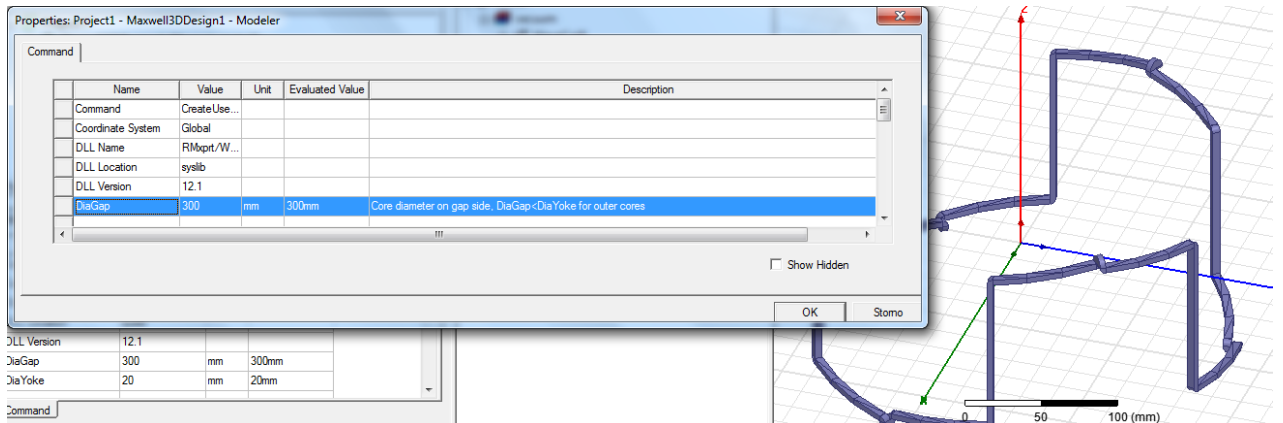 Properties: Project1 - Maxwell3DDesign1 - Modeler
Command
Name Value Unit Evaluated Value Description
Command CreateUse...
Coordinate System Global
DLL Name RMxprt/W...
DLL Location syslib
DLL Version 12.1
DiaGap 300 mm 300mm Core diameter on gap side, DiaGap<DiaYoke for outer cores
Show Hidden
OK Storno
DLL Version 12.1
DiaGap 300 mm 300mm
DiaYoke 20 mm 20mm
Command
Z
0 50 100 (mm)